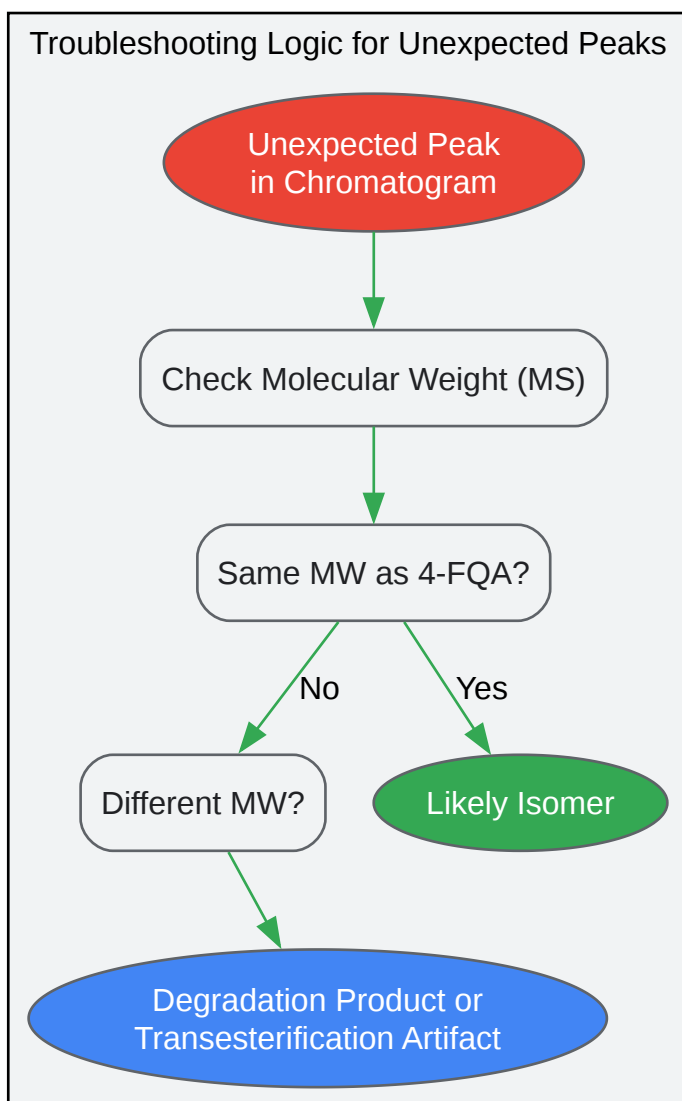 Troubleshooting Logic for Unexpected Peaks
Unexpected Peak
in Chromatogram
Check Molecular Weight (MS)
Same MW as 4-FQA?
No
Yes
Different MW?
Likely Isomer
Degradation Product or
Transesterification Artifact